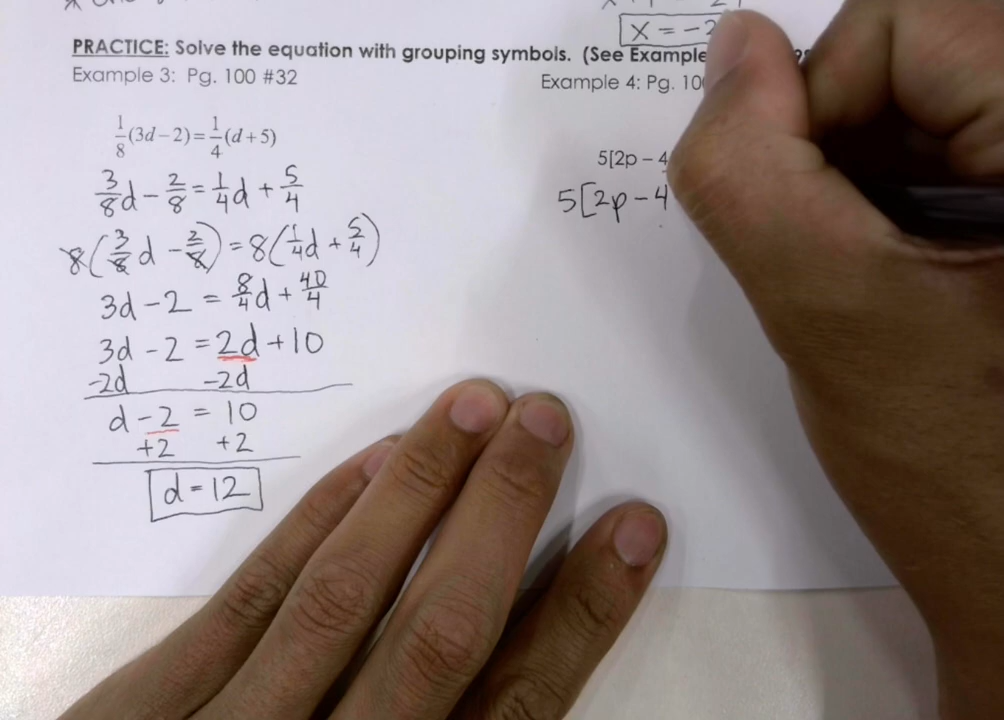 x = -2
PRACTICE: Solve the equation with grouping symbols. (See Example
Example 3: Pg. 100 #32
1/8(3d-2)=1/4(d+5)
3/8d - 2/8 = 1/4d + 5/4
8(3/8d - 2/8) = 8(1/4d + 5/4)
3d - 2 = 8/4d + 40/4
3d - 2 = 2d + 10
-2d -2d
d - 2 = 10
+2 +2
d = 12
Example 4: Pg. 10
5[2p - 4
5[2p - 4